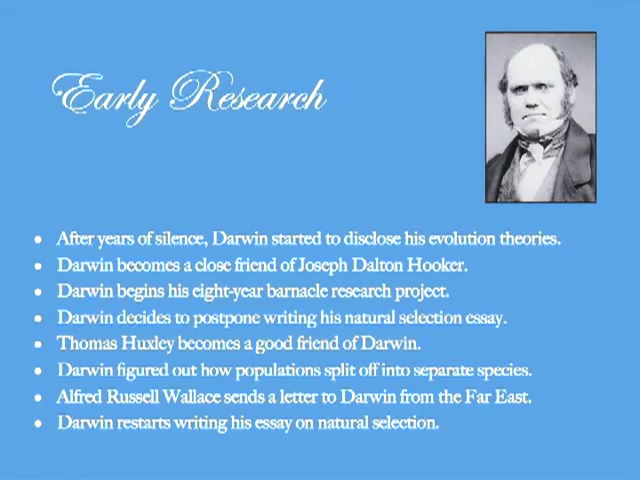 Early Research
• After years of silence, Darwin started to disclose his evolution theories.
• Darwin becomes a close friend of Joseph Dalton Hooker.
• Darwin begins his eight-year barnacle research project.
• Darwin decides to postpone writing his natural selection essay.
• Thomas Huxley becomes a good friend of Darwin.
• Darwin figured out how populations split off into separate species.
• Alfred Russell Wallace sends a letter to Darwin from the Far East.
• Darwin restarts writing his essay on natural selection.